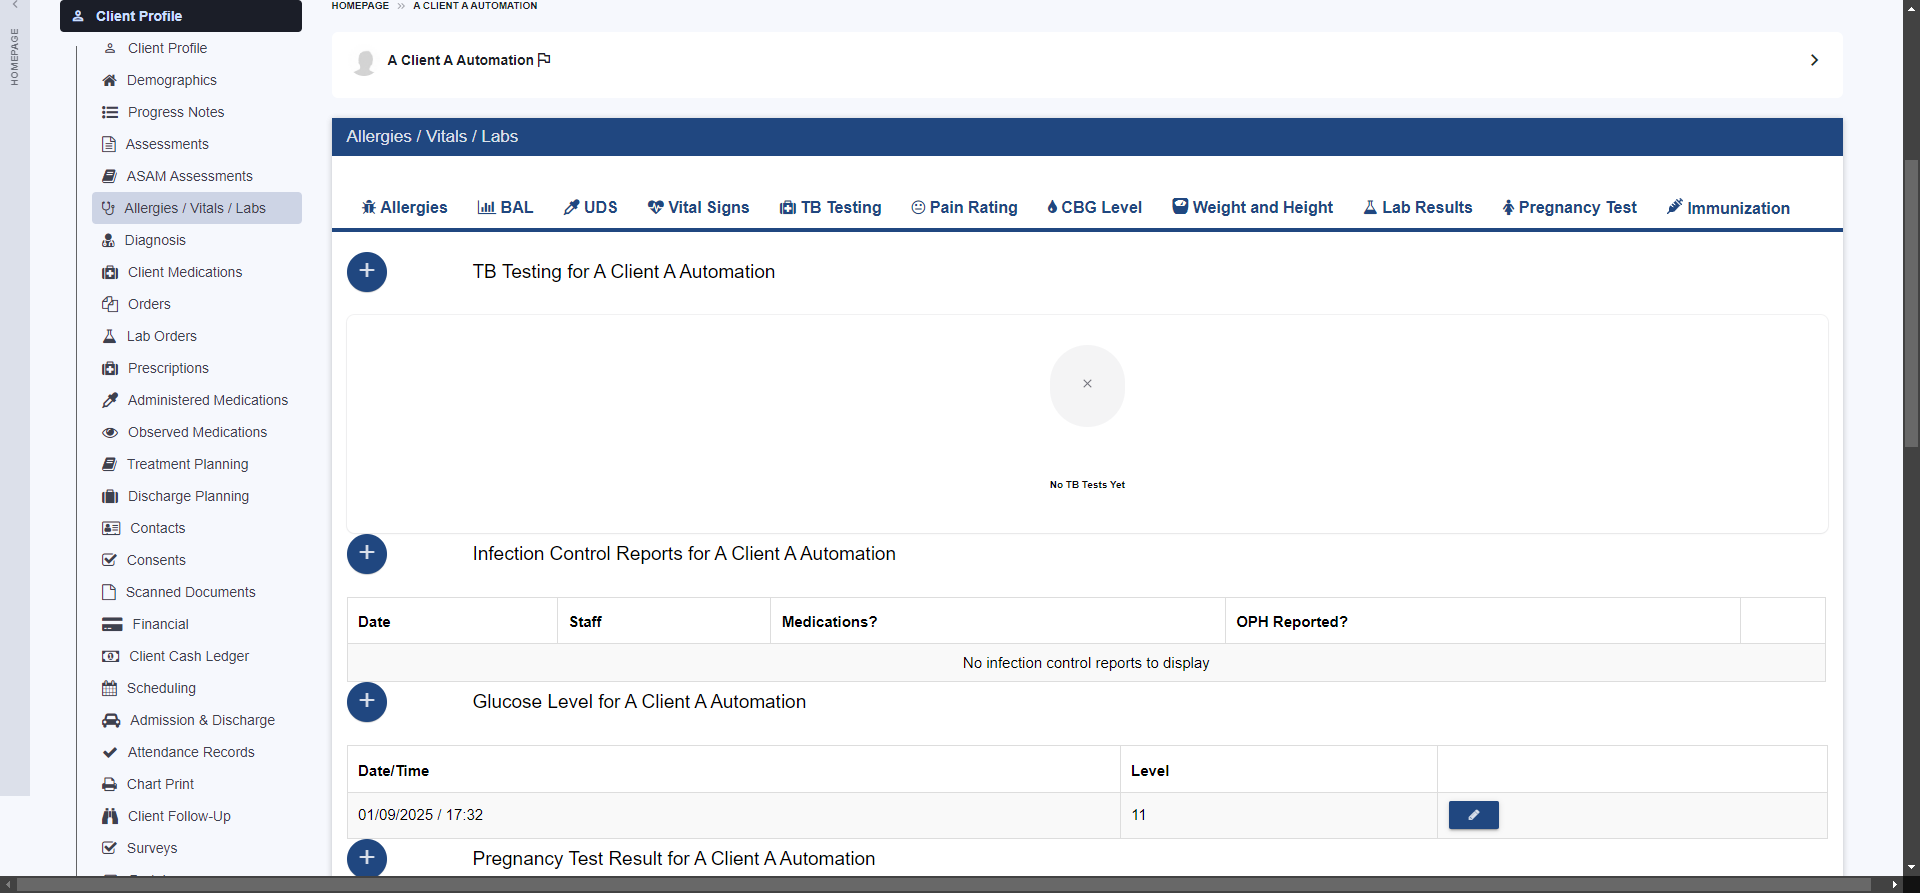 HOMEPAGE
Client Profile
Client Profile
Demographics
Progress Notes
Assessments
ASAM Assessments
Allergies / Vitals / Labs
Diagnosis
Client Medications
Orders
Lab Orders
Prescriptions
Administered Medications
Observed Medications
Treatment Planning
Discharge Planning
Contacts
Consents
Scanned Documents
Financial
Client Cash Ledger
Scheduling
Admission & Discharge
Attendance Records
Chart Print
Client Follow-Up
Surveys
HOMEPAGE » A CLIENT A AUTOMATION
A Client A Automation
Allergies / Vitals / Labs
Allergies BAL UDS Vital Signs TB Testing Pain Rating CBG Level Weight and Height Lab Results Pregnancy Test Immunization
TB Testing for A Client A Automation
No TB Tests Yet
Infection Control Reports for A Client A Automation
Date Staff Medications? OPH Reported?
No infection control reports to display
Glucose Level for A Client A Automation
Date/Time Level
01/09/2025 / 17:32 11
Pregnancy Test Result for A Client A Automation